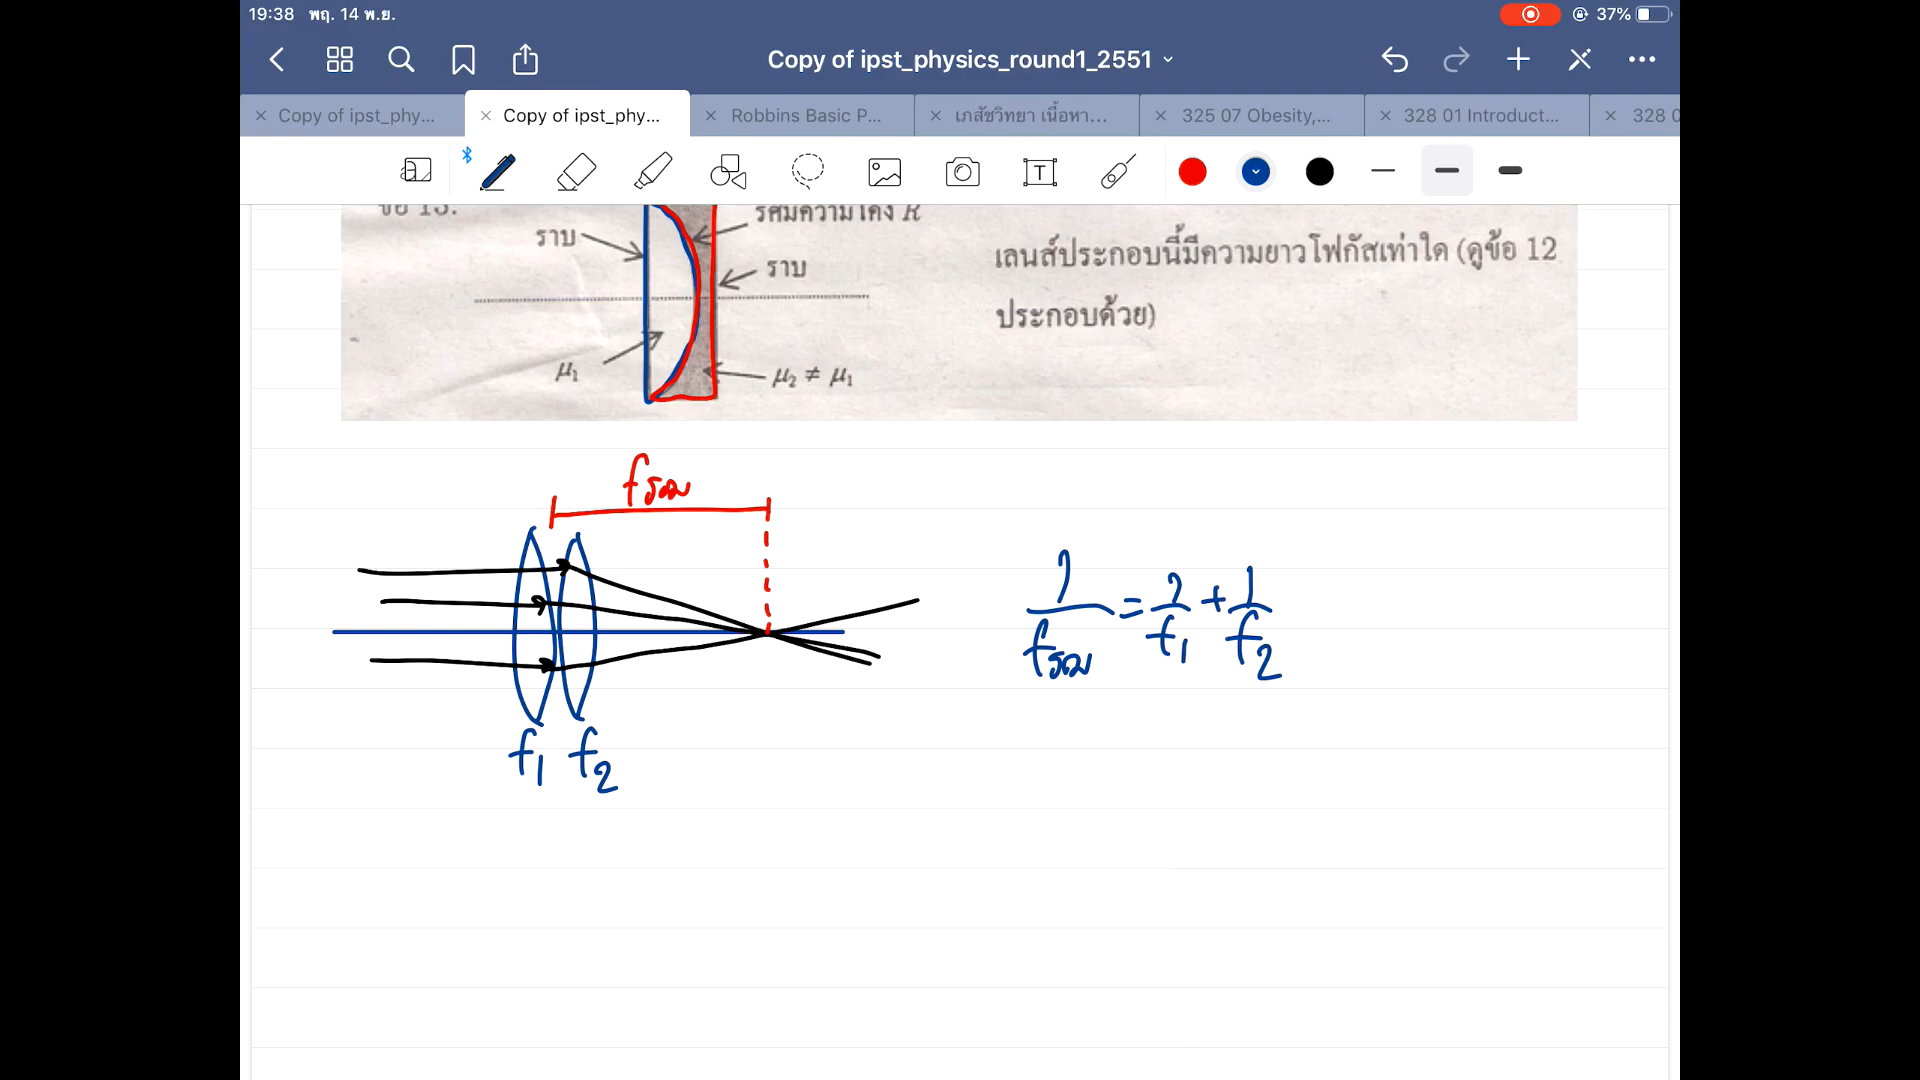 19:38 พฤ. 14 พ.ย.
37%
Copy of ipst_physics_round1_2551
Copy of ipst_phy...
Copy of ipst_phy...
Robbins Basic P...
เภสัชวิทยา เนื้อหา...
325 07 Obesity,...
328 01 Introduct...
328 0
ข้อ 13.
รัศมีความโค้ง R
ราบ
ราบ
เลนส์ประกอบนี้มีความยาวโฟกัสเท่าใด (ดูข้อ 12
ประกอบด้วย)
μ₁
μ₂ ≠ μ₁
fรวม
1/fรวม = 1/f₁ + 1/f₂
f₁ f₂